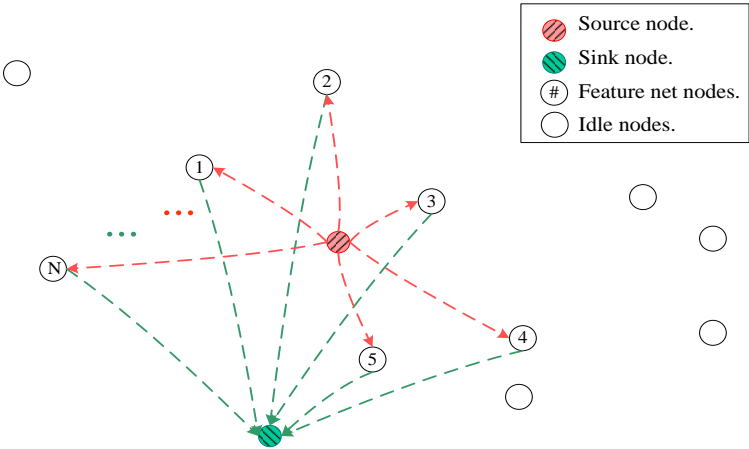 Source node.
Sink node.
# Feature net nodes.
Idle nodes.
2
1
3
...
...
N
4
5